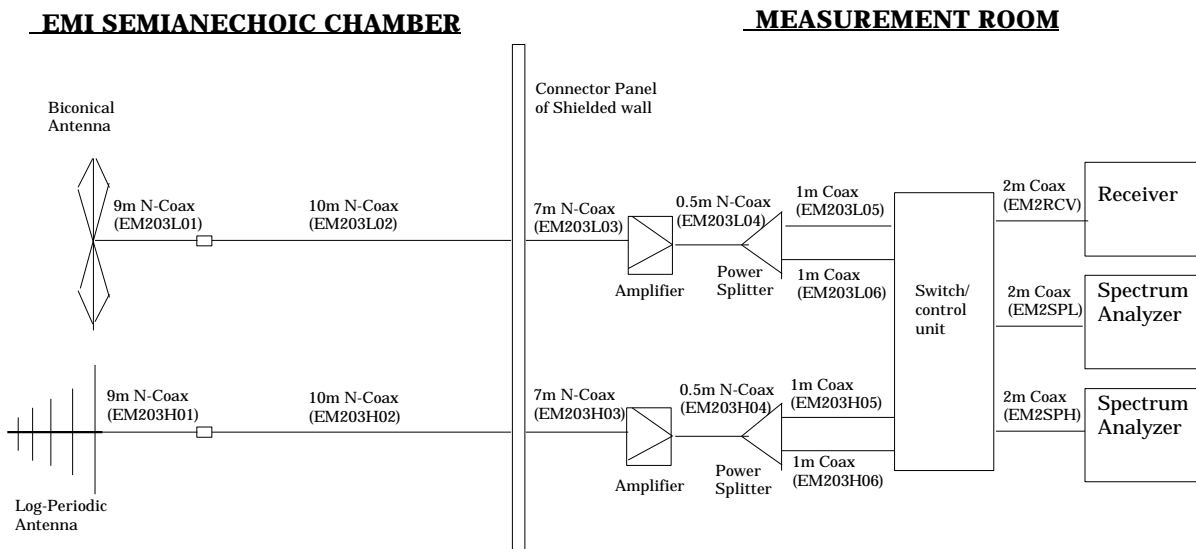 EMI SEMIANECHOIC CHAMBER
MEASUREMENT ROOM
Biconical
Antenna
Connector Panel
of Shielded wall
9m N-Coax
(EM203L01)
10m N-Coax
(EM203L02)
7m N-Coax
(EM203L03)
Amplifier
0.5m N-Coax
(EM203L04)
Power
Splitter
1m Coax
(EM203L05)
1m Coax
(EM203L06)
Switch/
control
unit
2m Coax
(EM2RCV)
Receiver
2m Coax
(EM2SPL)
Spectrum
Analyzer
9m N-Coax
(EM203H01)
10m N-Coax
(EM203H02)
7m N-Coax
(EM203H03)
Amplifier
0.5m N-Coax
(EM203H04)
Power
Splitter
1m Coax
(EM203H05)
1m Coax
(EM203H06)
2m Coax
(EM2SPH)
Spectrum
Analyzer
Log-Periodic
Antenna